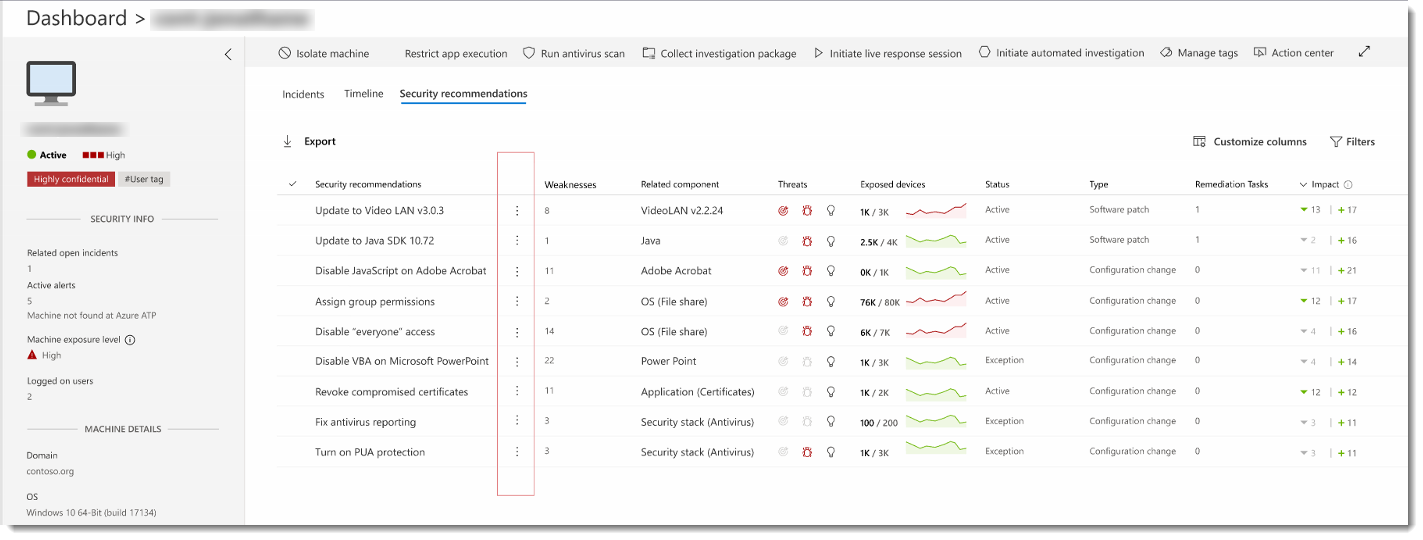 Dashboard >
Isolate machine Restrict app execution Run antivirus scan Collect investigation package Initiate live response session Initiate automated investigation Manage tags Action center
Incidents Timeline Security recommendations
Active High
Highly confidential #User tag
SECURITY INFO
Related open incidents
1
Active alerts
5
Machine not found at Azure ATP
Machine exposure level
High
Logged on users
2
MACHINE DETAILS
Domain
contoso.org
OS
Windows 10 64-Bit (build 17134)
Export Customize columns Filters
Security recommendations Weaknesses Related component Threats Exposed devices Status Type Remediation Tasks Impact
Update to Video LAN v3.0.3 8 VideoLAN v2.2.24 1K / 3K Active Software patch 1 13 | +17
Update to Java SDK 10.72 1 Java 2.5K / 4K Active Software patch 1 2 | +16
Disable JavaScript on Adobe Acrobat 11 Adobe Acrobat 0K / 1K Active Configuration change 0 11 | +21
Assign group permissions 2 OS (File share) 76K / 80K Active Configuration change 0 12 | +17
Disable “everyone” access 14 OS (File share) 6K / 7K Active Configuration change 0 4 | +16
Disable VBA on Microsoft PowerPoint 22 Power Point 1K / 3K Exception Configuration change 0 4 | +14
Revoke compromised certificates 11 Application (Certificates) 1K / 2K Active Configuration change 0 12 | +12
Fix antivirus reporting 3 Security stack (Antivirus) 100 / 200 Exception Configuration change 0 3 | +11
Turn on PUA protection 3 Security stack (Antivirus) 1K / 3K Exception Configuration change 0 3 | +11